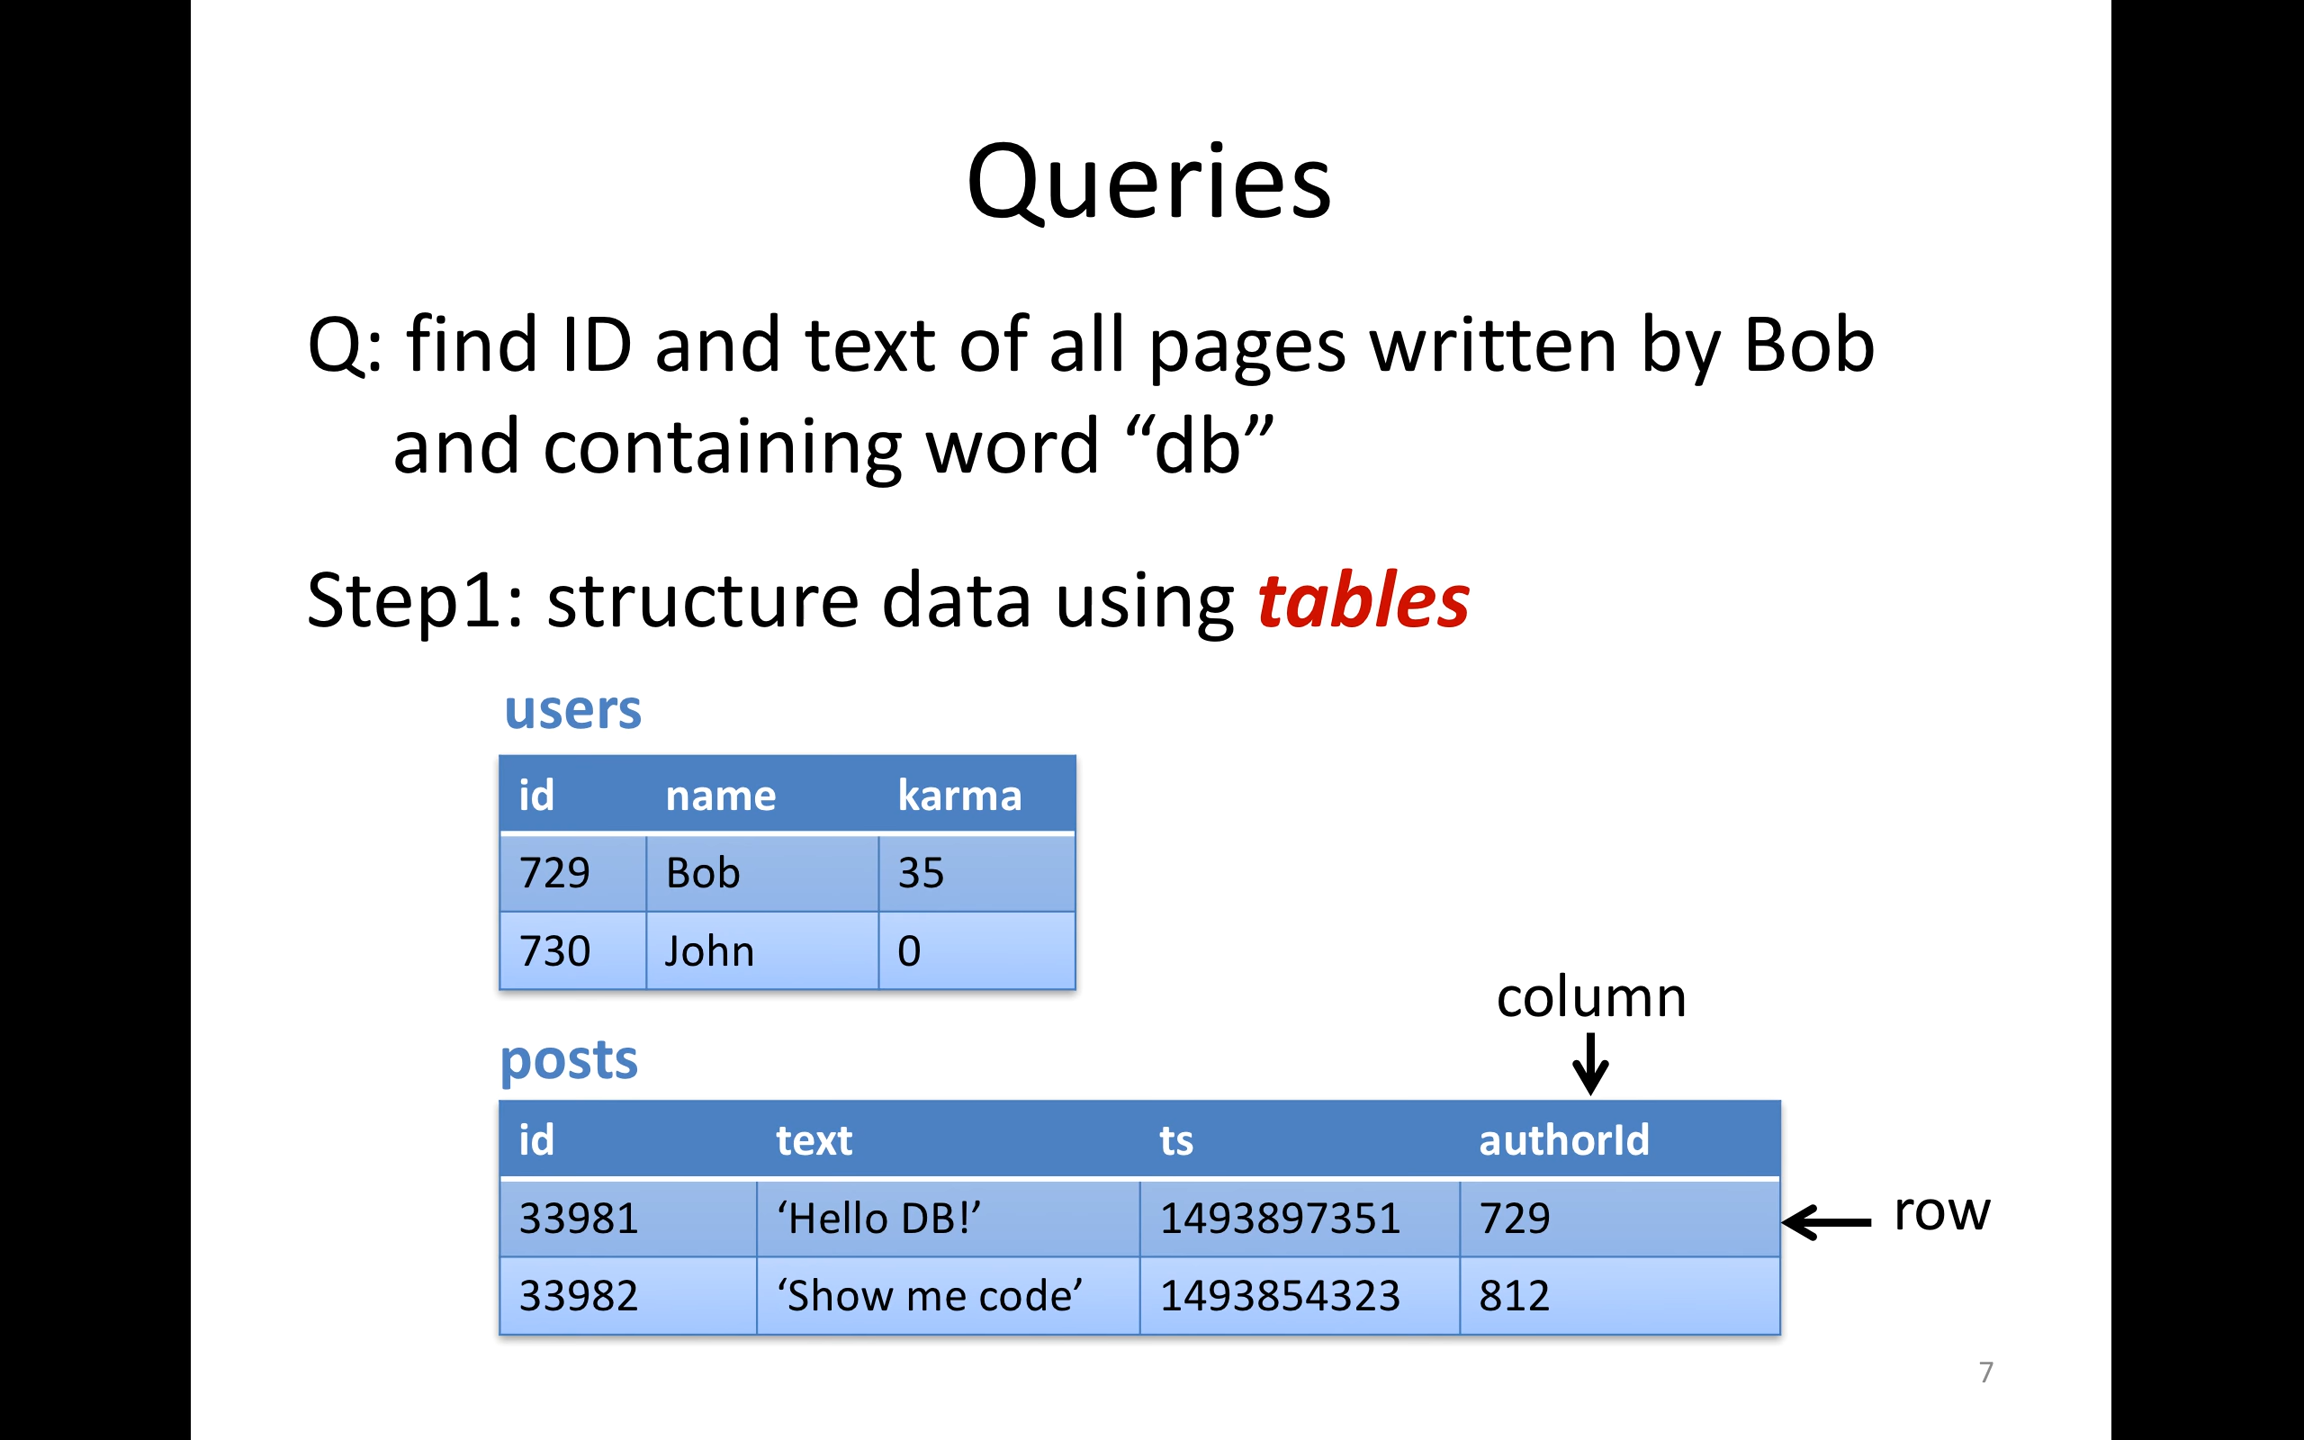 Queries
Q: find ID and text of all pages written by Bob
and containing word “db”
Step1: structure data using tables
users
id name karma
729 Bob 35
730 John 0
column
posts
id text ts authorId
33981 ‘Hello DB!’ 1493897351 729
row
33982 ‘Show me code’ 1493854323 812
7